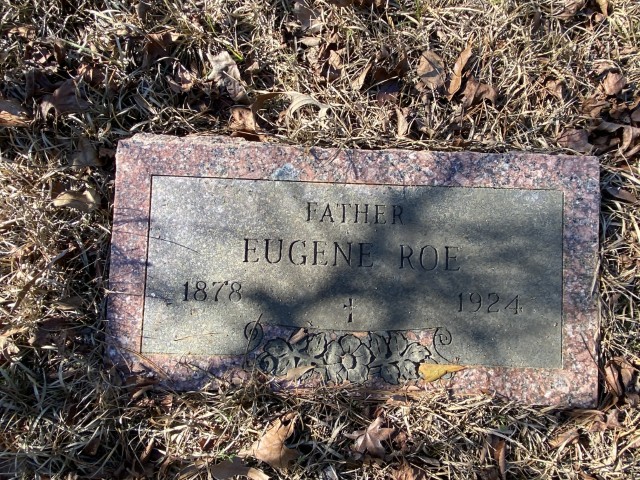 FATHER
EUGENE ROE
1878 1924